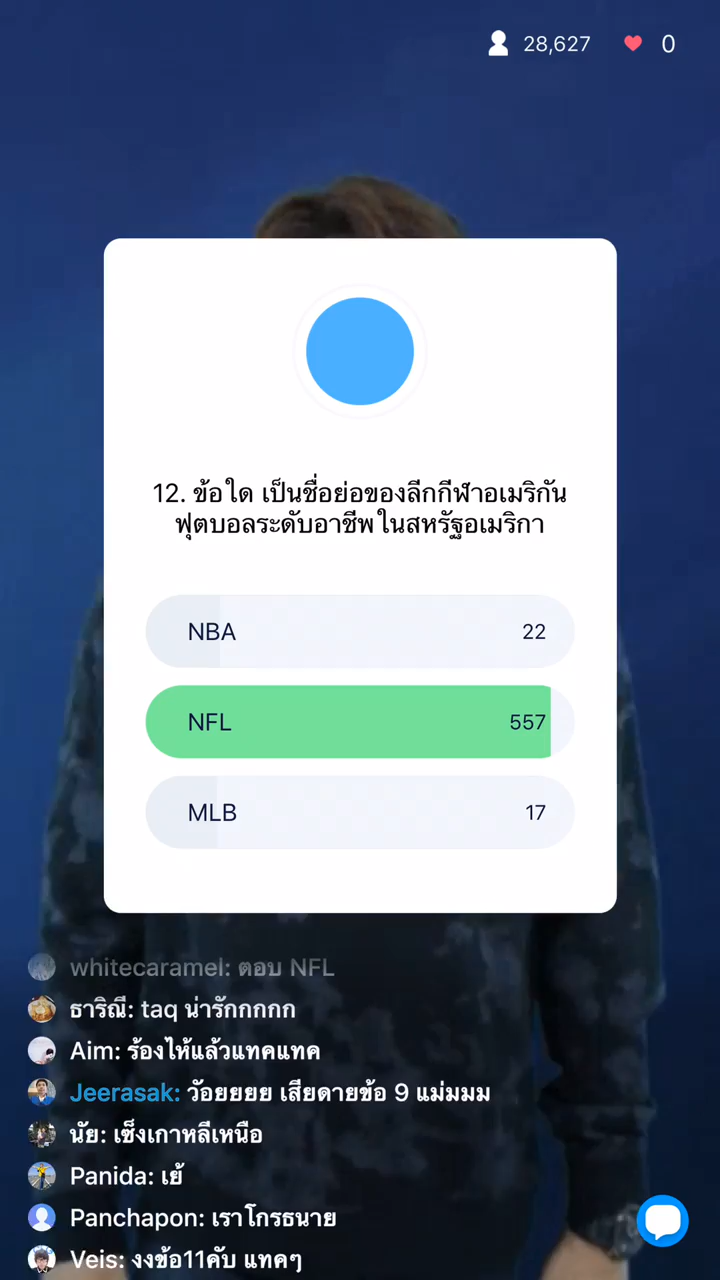 28,627
0
12. ข้อใด เป็นชื่อย่อของลีกกีฬาอเมริกัน
ฟุตบอลระดับอาชีพ ในสหรัฐอเมริกา
NBA 22
NFL 557
MLB 17
whitecaramel: ตอบ NFL
ธาริณี: taq น่ารักกกกก
Aim: ร้องไห้แล้วแทคแทค
Jeerasak: ว้อยยยย เสียดายข้อ 9 แม่มมม
นัย: เซ็งเกาหลีเหนือ
Panida: เย้
Panchapon: เราโกรธนาย
Veis: งงข้อ11คับ แทคๆ